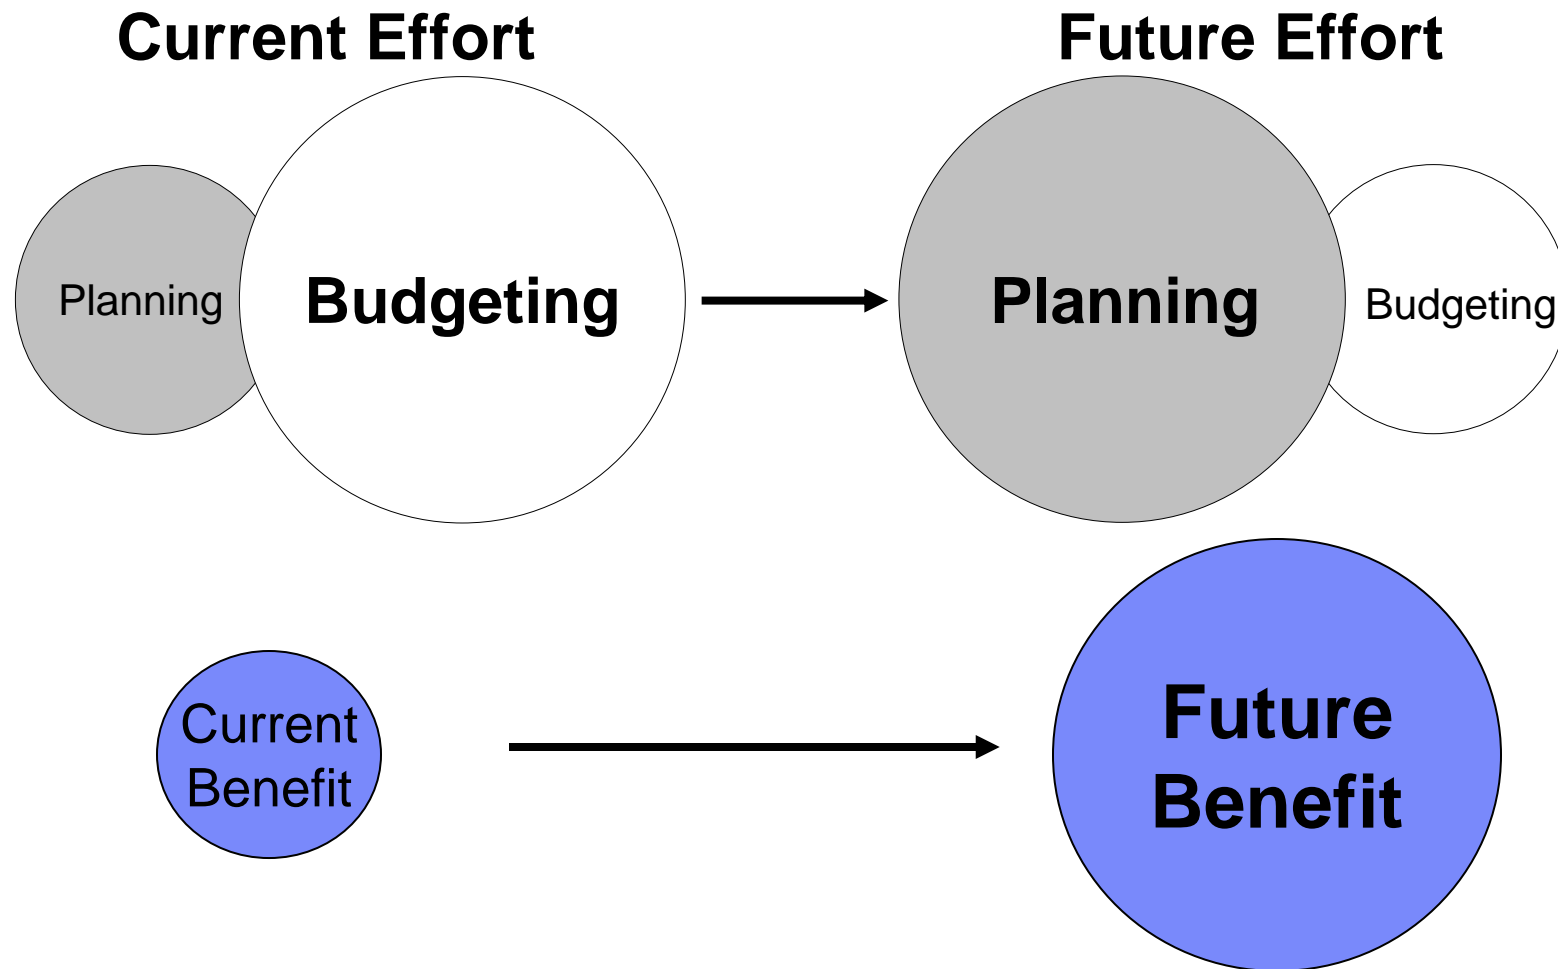 Current Effort
Future Effort
Planning
Budgeting
Planning
Budgeting
Current
Benefit
Future
Benefit